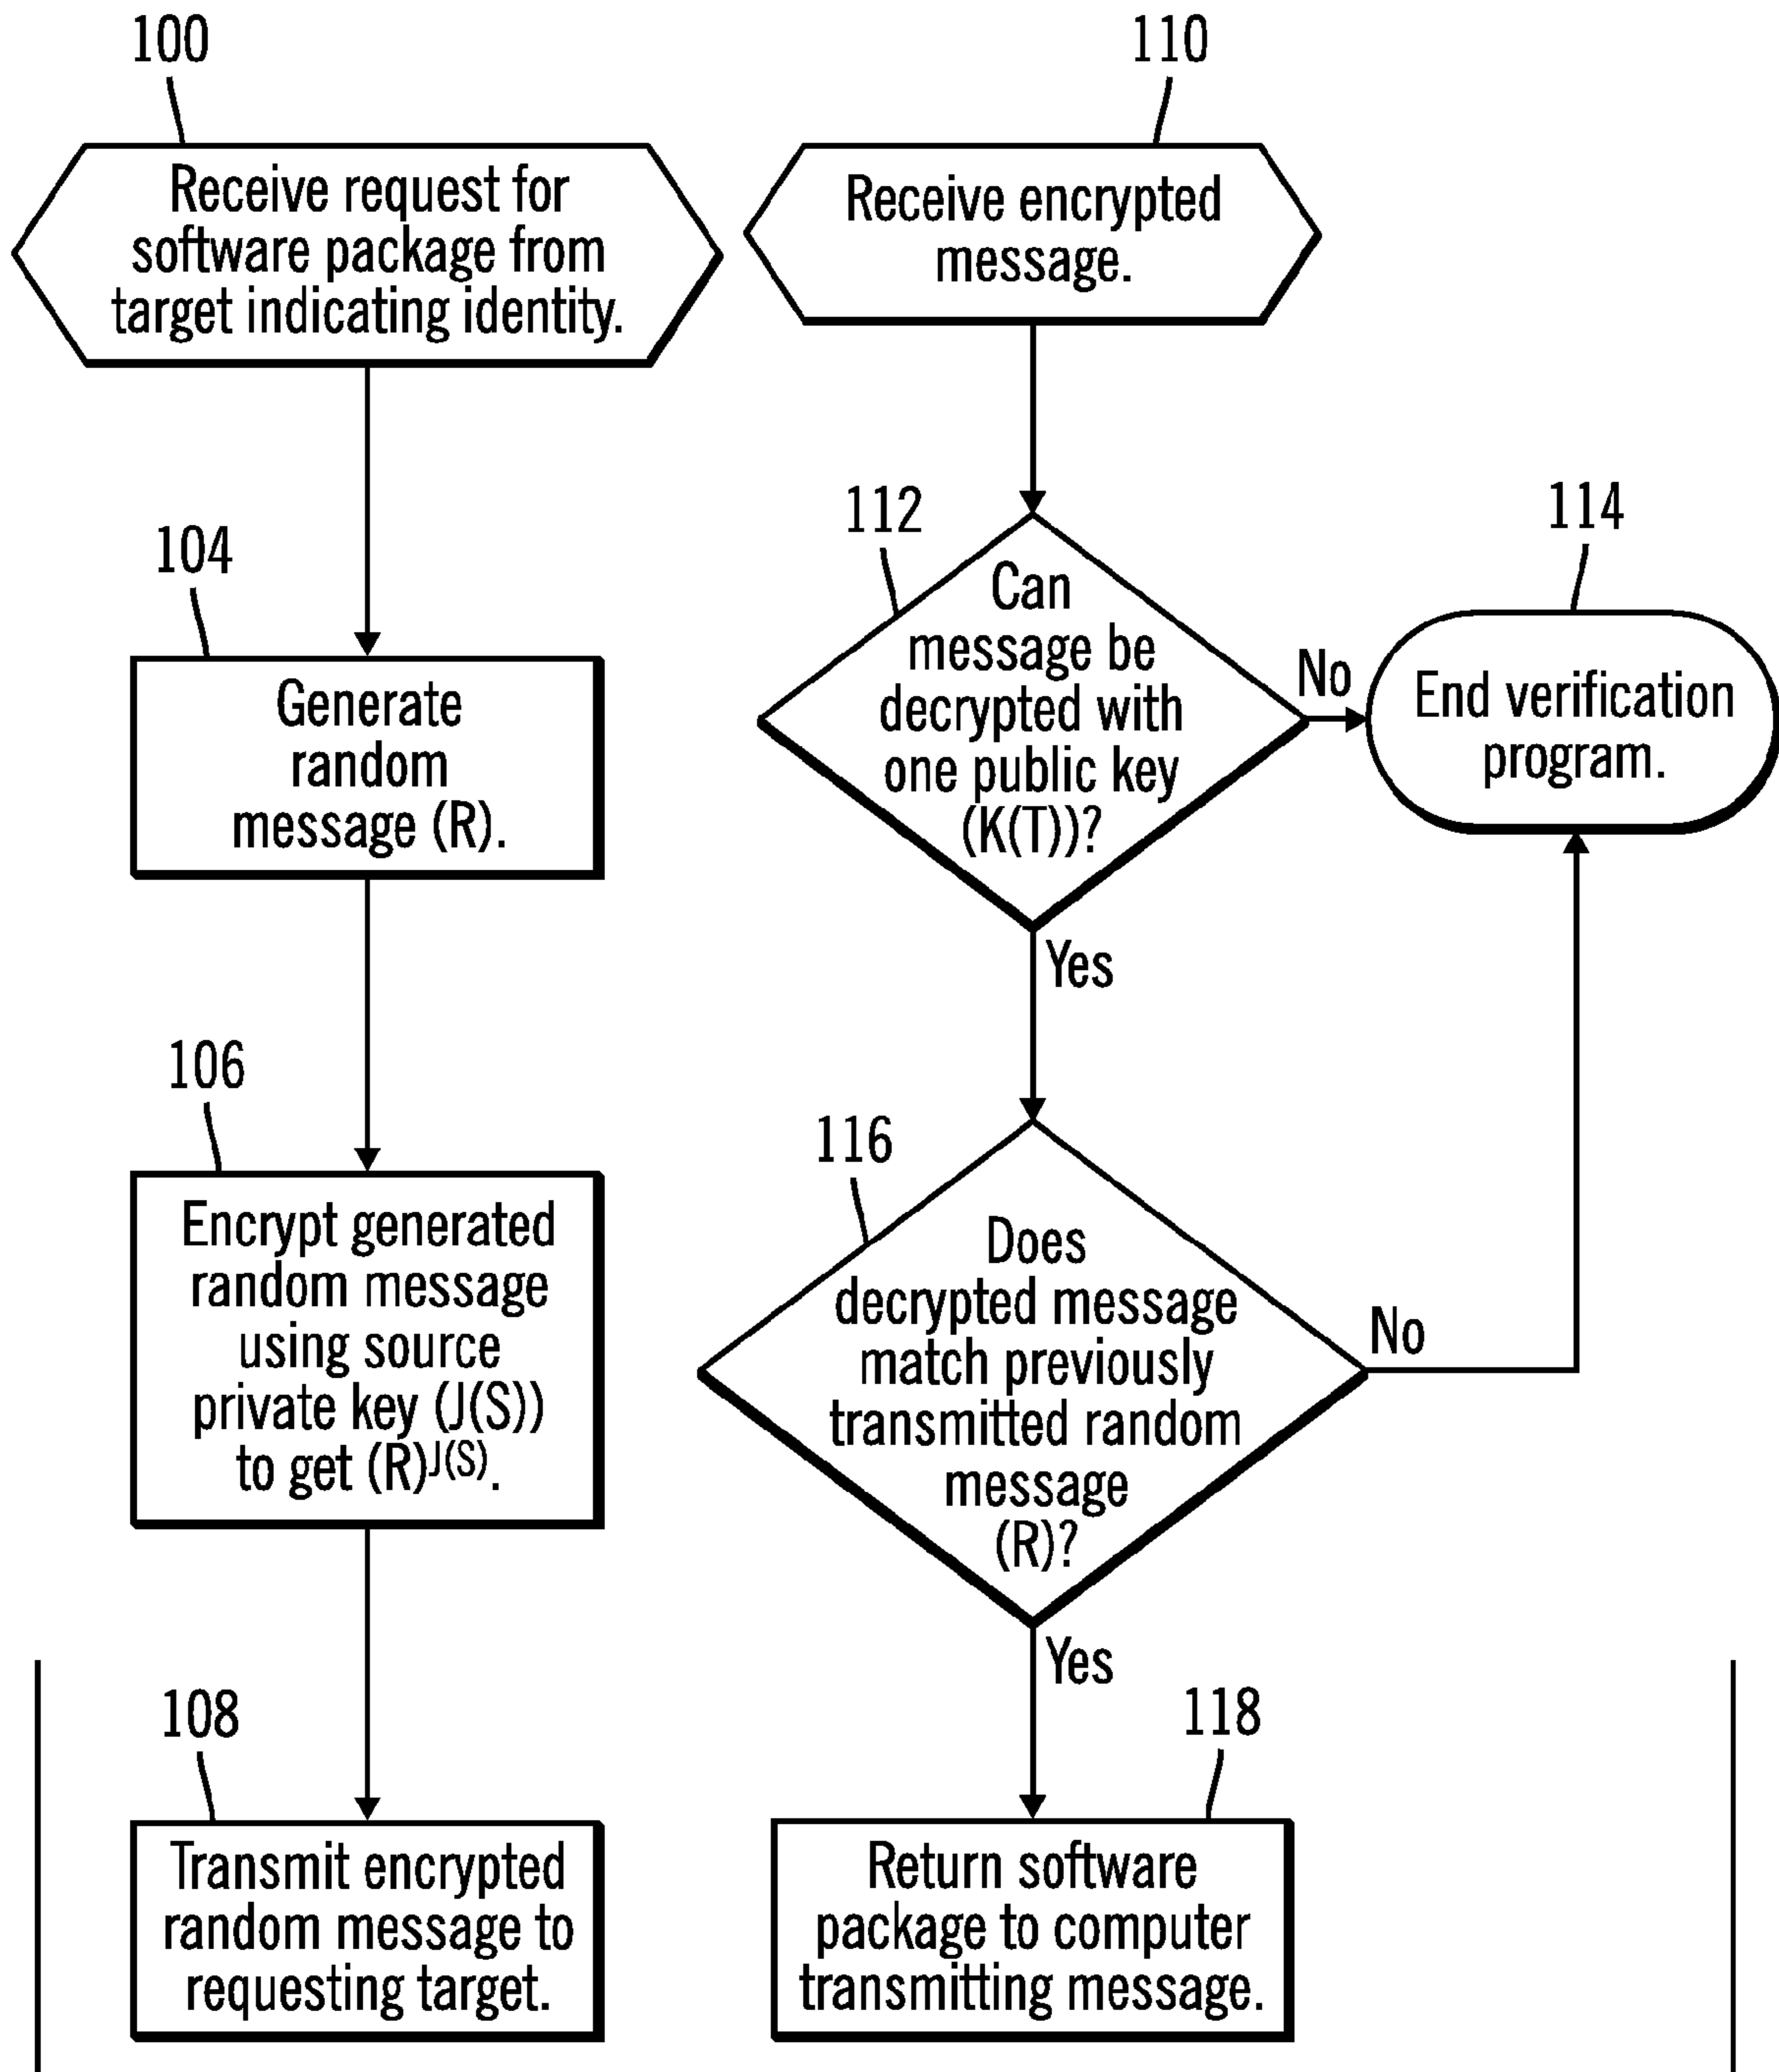 100
Receive request for
software package from
target indicating identity.
104
Generate
random
message (R).
106
Encrypt generated
random message
using source
private key (J(S))
to get (R)J(S).
108
Transmit encrypted
random message to
requesting target.
110
Receive encrypted
message.
112
Can
message be
decrypted with
one public key
(K(T))?
No
114
End verification
program.
Yes
116
Does
decrypted message
match previously
transmitted random
message
(R)?
No
Yes
118
Return software
package to computer
transmitting message.